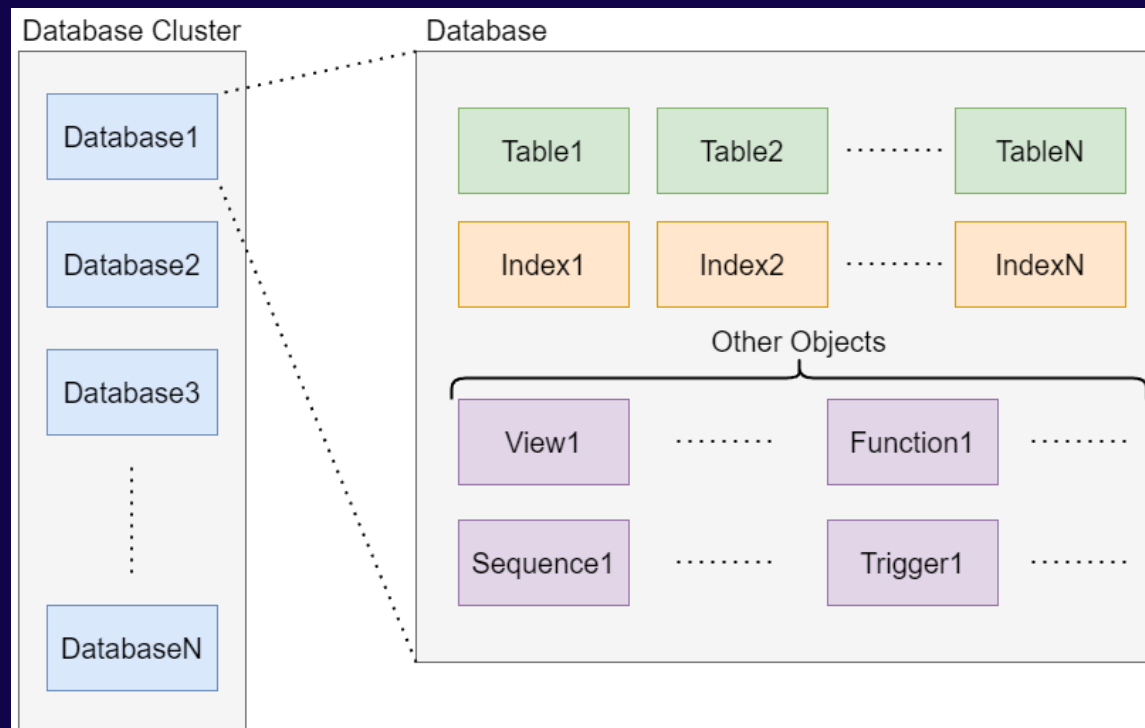 Database Cluster
Database
Database1
Database2
Database3
DatabaseN
Table1
Table2
TableN
Index1
Index2
IndexN
Other Objects
View1
Function1
Sequence1
Trigger1